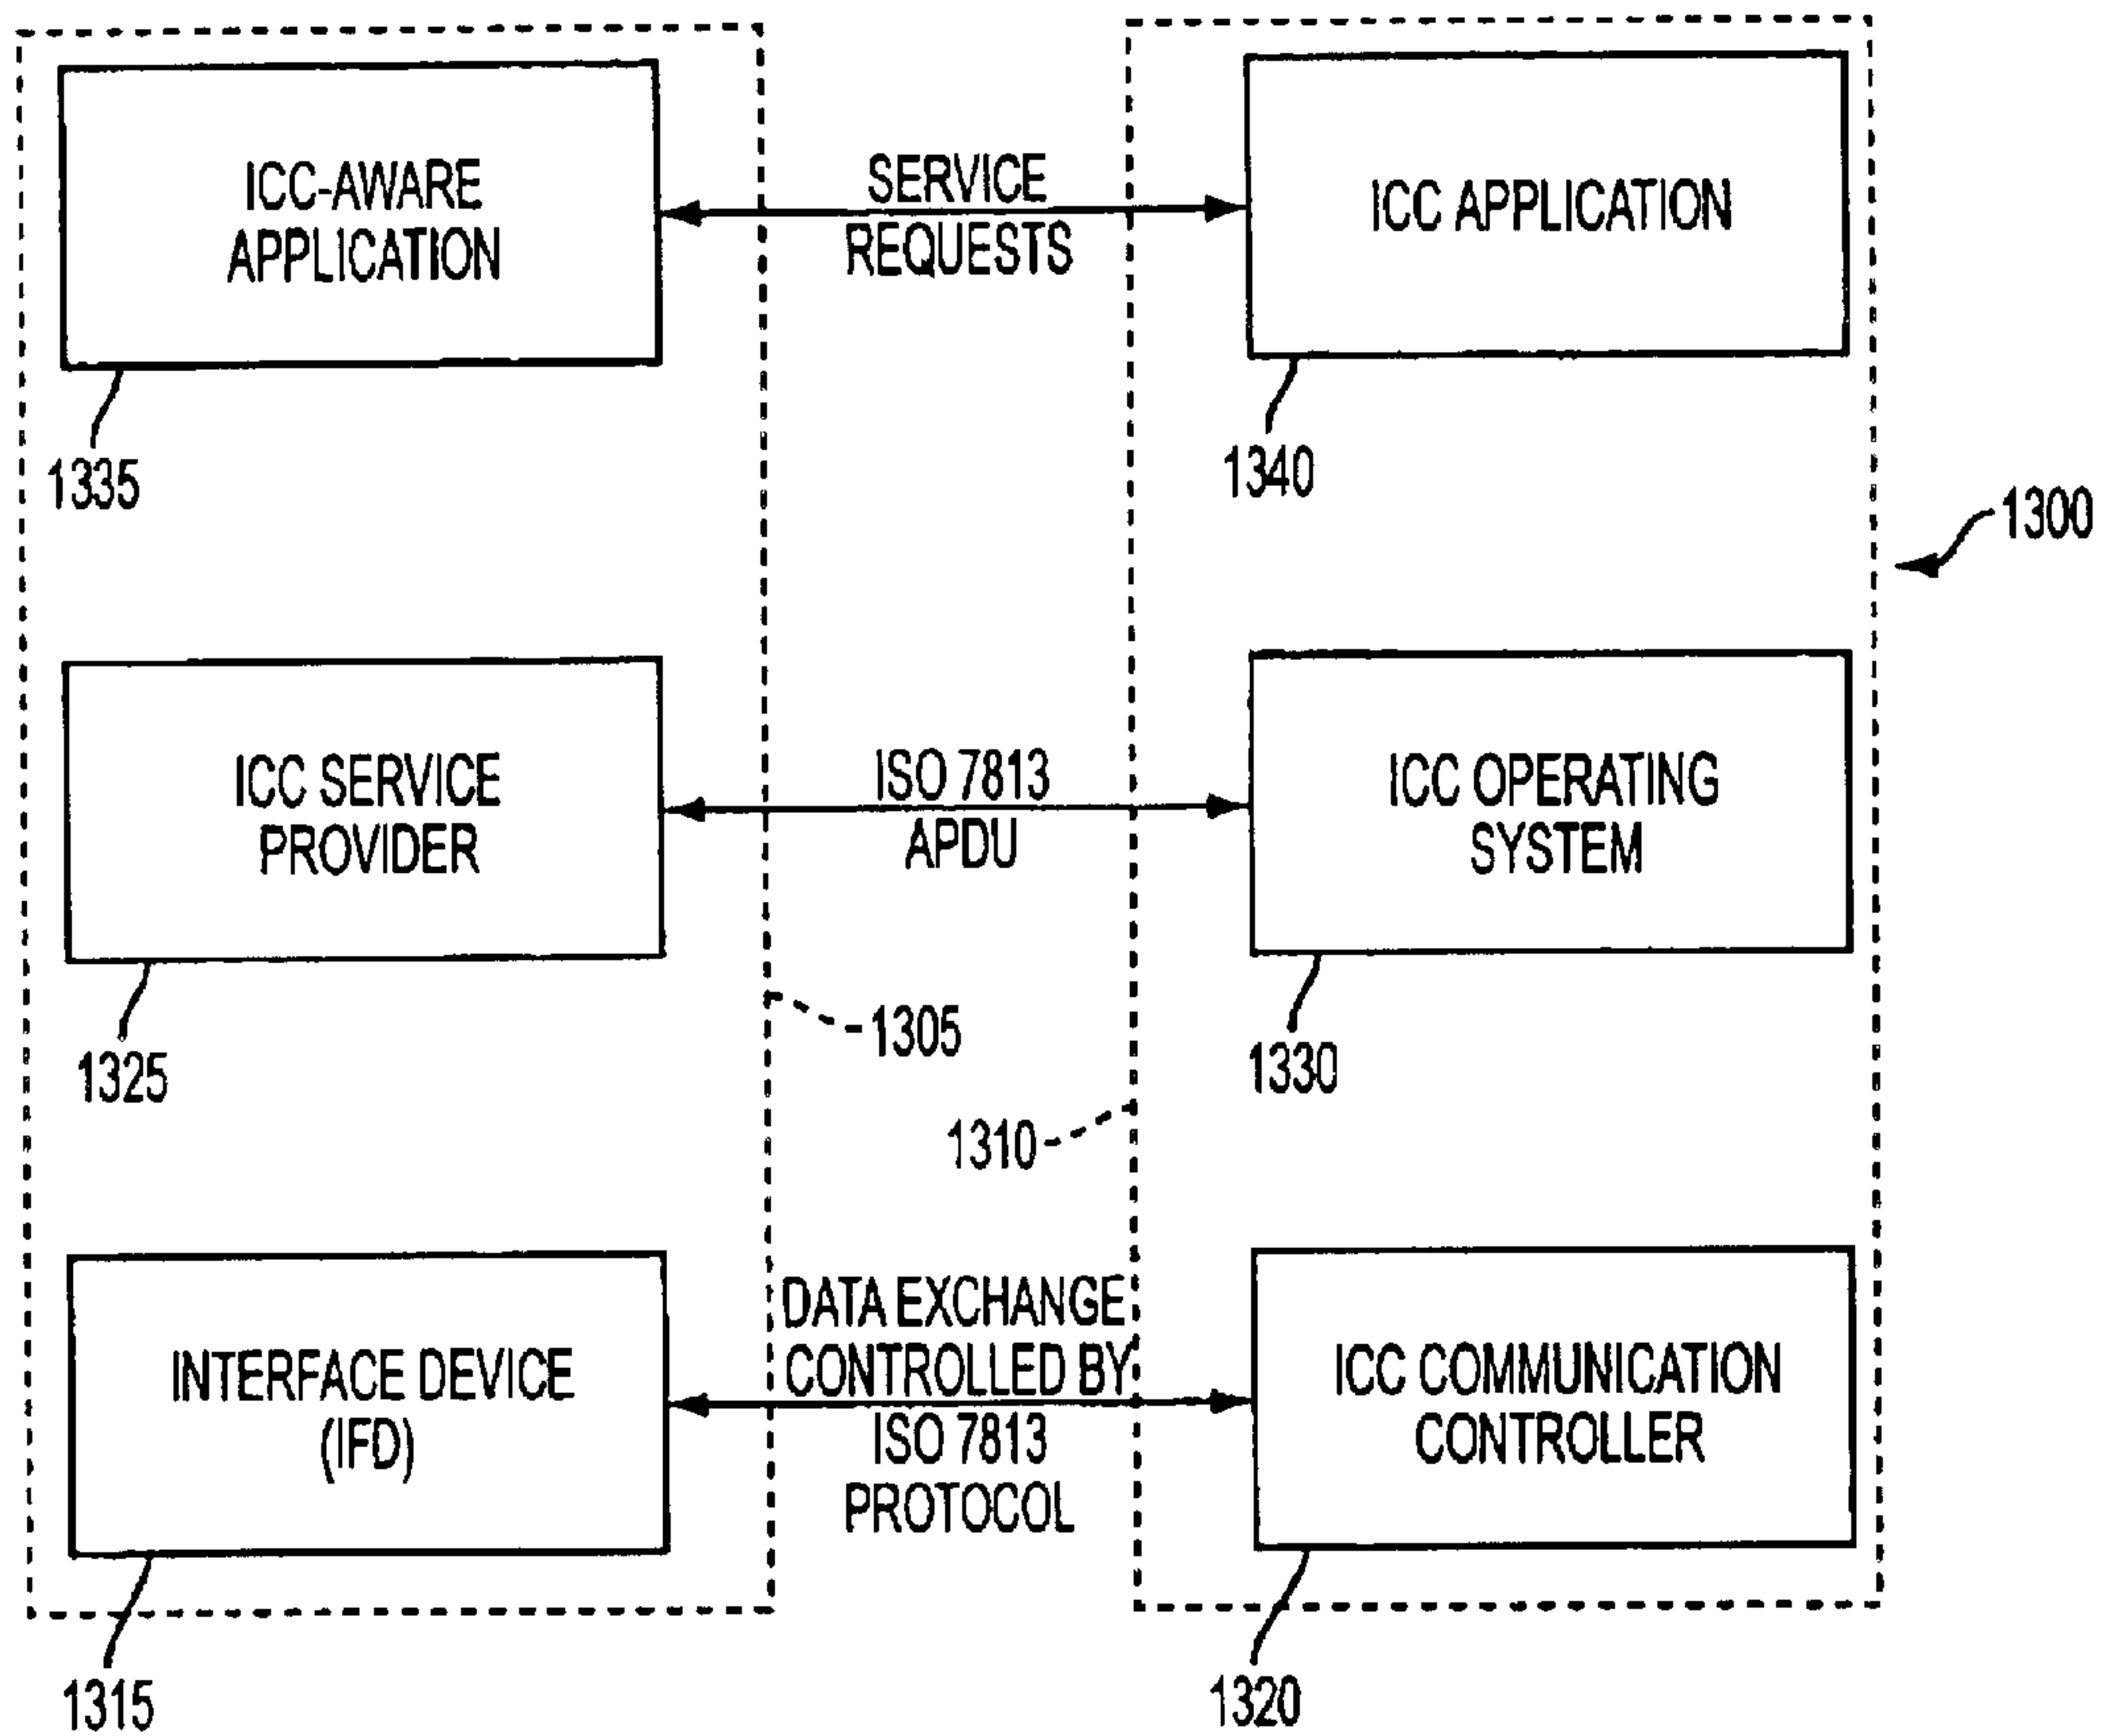 ICC-AWARE
APPLICATION
SERVICE
REQUESTS
ICC APPLICATION
1335
1340
1300
ICC SERVICE
PROVIDER
ISO 7813
APDU
ICC OPERATING
SYSTEM
1305
1325
1330
1310
INTERFACE DEVICE
(IFD)
DATA EXCHANGE
CONTROLLED BY
ISO 7813
PROTOCOL
ICC COMMUNICATION
CONTROLLER
1315
1320